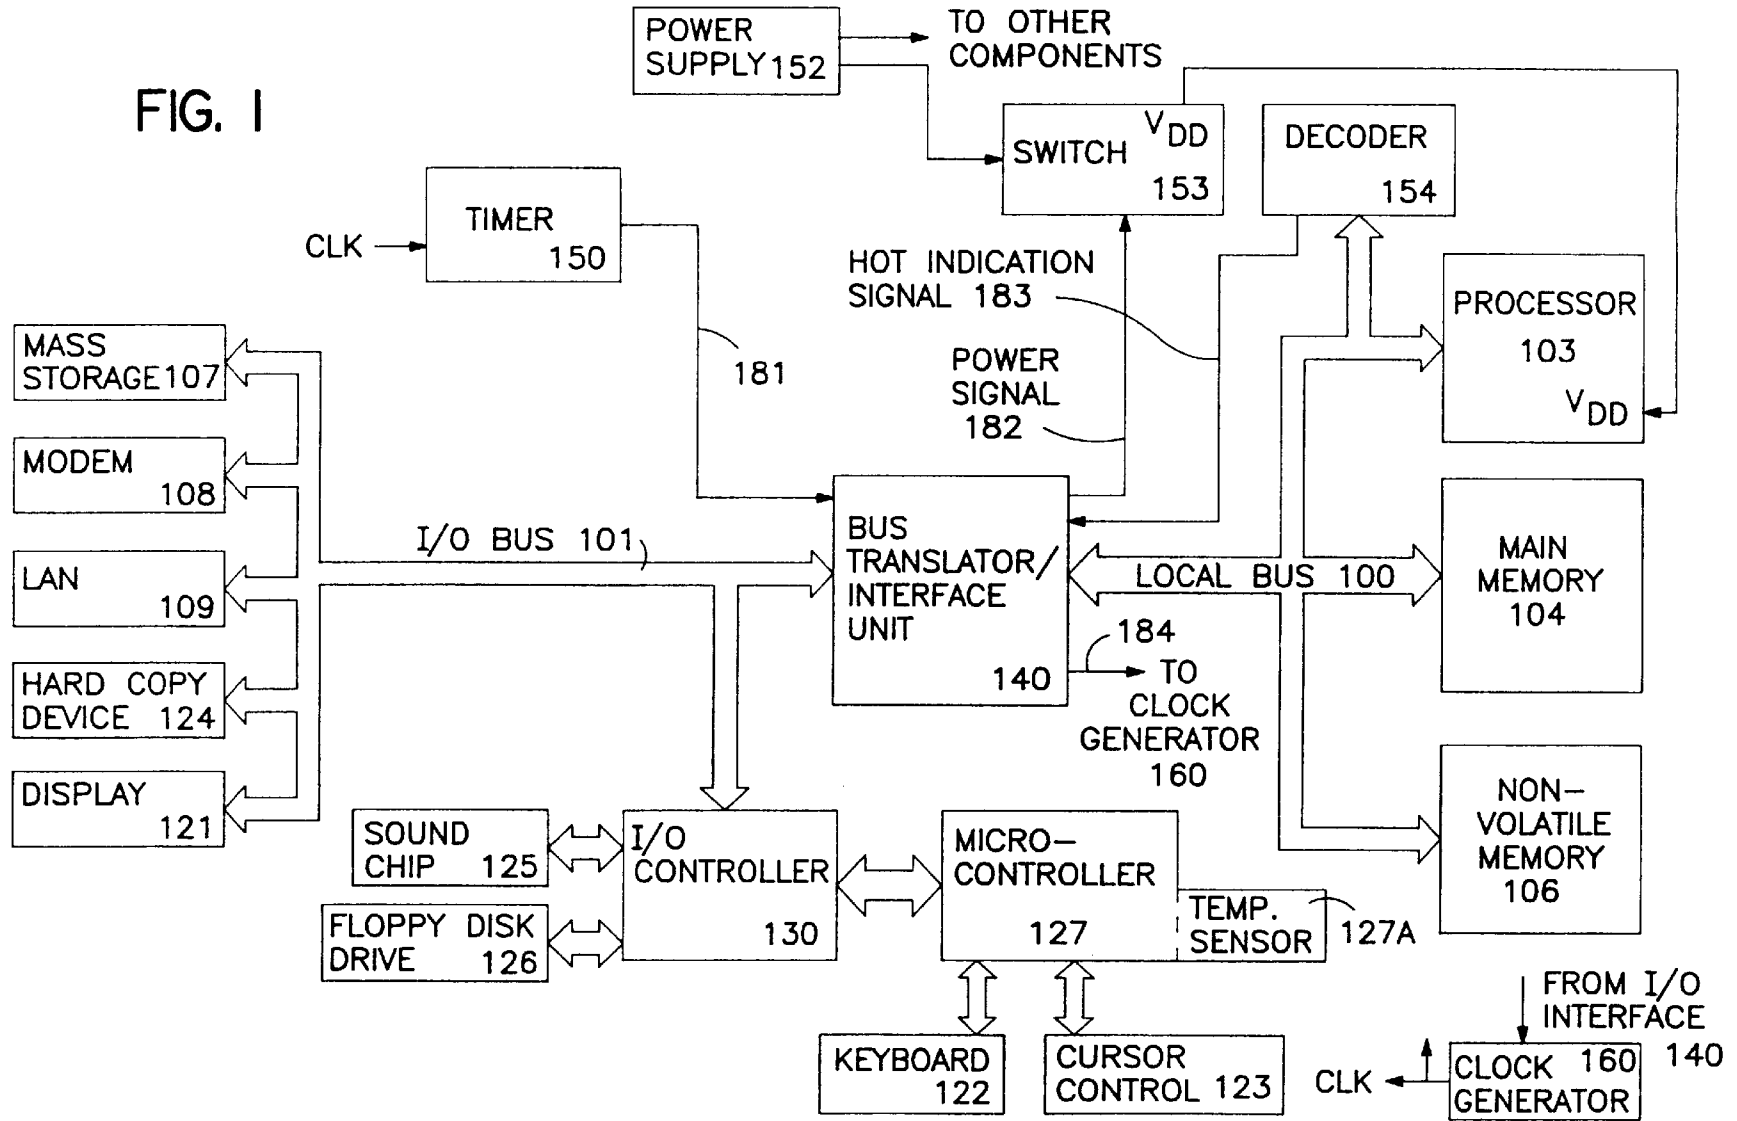 FIG. 1
POWER
SUPPLY 152
TO OTHER
COMPONENTS
SWITCH
VDD
153
DECODER
154
TIMER
150
CLK
181
HOT INDICATION
SIGNAL 183
POWER
SIGNAL
182
PROCESSOR
103
VDD
MASS
STORAGE 107
MODEM
108
LAN
109
HARD COPY
DEVICE 124
DISPLAY
121
I/O BUS 101
BUS
TRANSLATOR/
INTERFACE
UNIT
140
LOCAL BUS 100
MAIN
MEMORY
104
184
TO
CLOCK
GENERATOR
160
NON-
VOLATILE
MEMORY
106
SOUND
CHIP 125
FLOPPY DISK
DRIVE 126
I/O
CONTROLLER
130
MICRO-
CONTROLLER
127
TEMP.
SENSOR
127A
KEYBOARD
122
CURSOR
CONTROL 123
FROM I/O
INTERFACE
140
CLK
CLOCK 160
GENERATOR